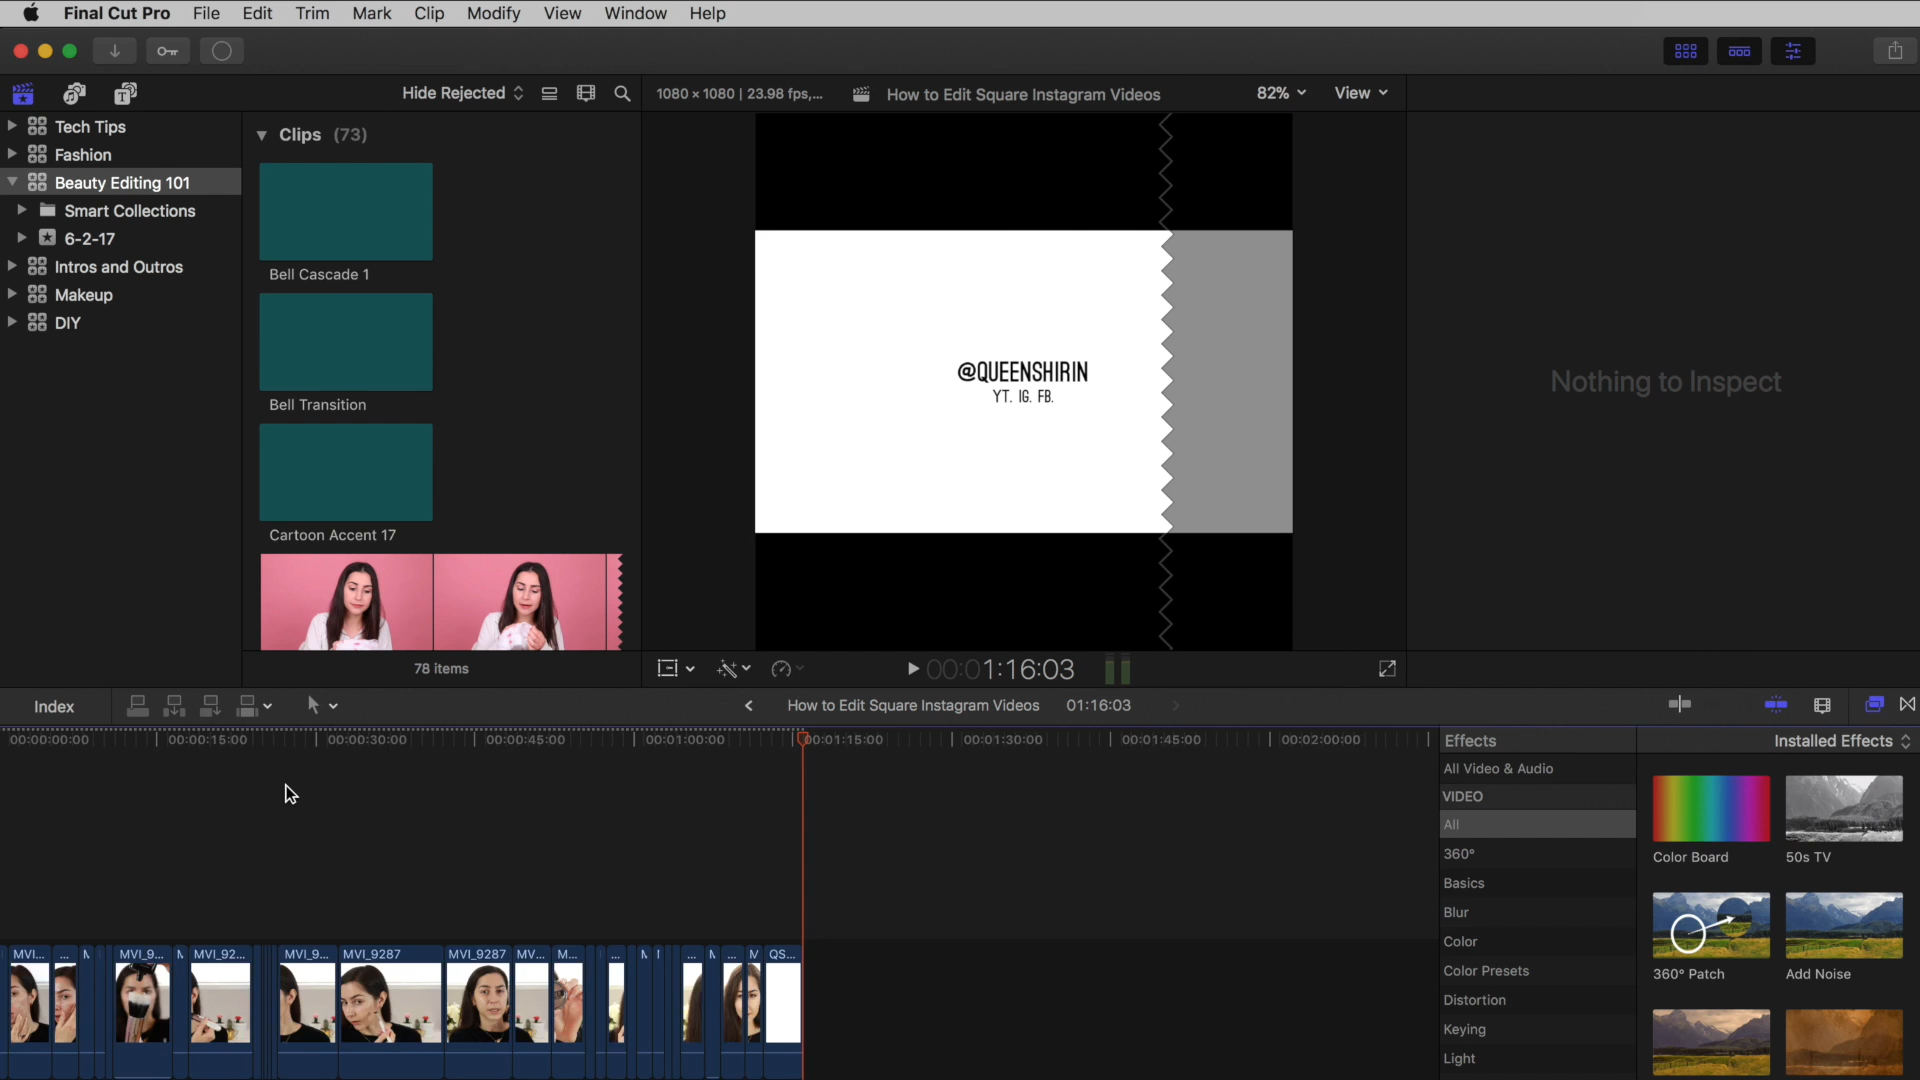 Final Cut Pro File Edit Trim Mark Clip Modify View Window Help
Hide Rejected
1080 × 1080 | 23.98 fps,...
How to Edit Square Instagram Videos
82%
View
Tech Tips
Fashion
Beauty Editing 101
Smart Collections
6-2-17
Intros and Outros
Makeup
DIY
Clips (73)
Bell Cascade 1
Bell Transition
Cartoon Accent 17
78 items
@QUEENSHIRIN
YT. IG. FB.
Nothing to Inspect
00:01:16:03
Index
How to Edit Square Instagram Videos 01:16:03
00:00:00:00 00:00:15:00 00:00:30:00 00:00:45:00 00:01:00:00 00:01:15:00 00:01:30:00 00:01:45:00 00:02:00:00
MVI... ... MVI_9... MVI_92... MVI_9... MVI_9287 MVI_9287 MV... M... ... ... ... M QS...
Effects
All Video & Audio
VIDEO
All
360°
Basics
Blur
Color
Color Presets
Distortion
Keying
Light
Installed Effects
Color Board
50s TV
360° Patch
Add Noise